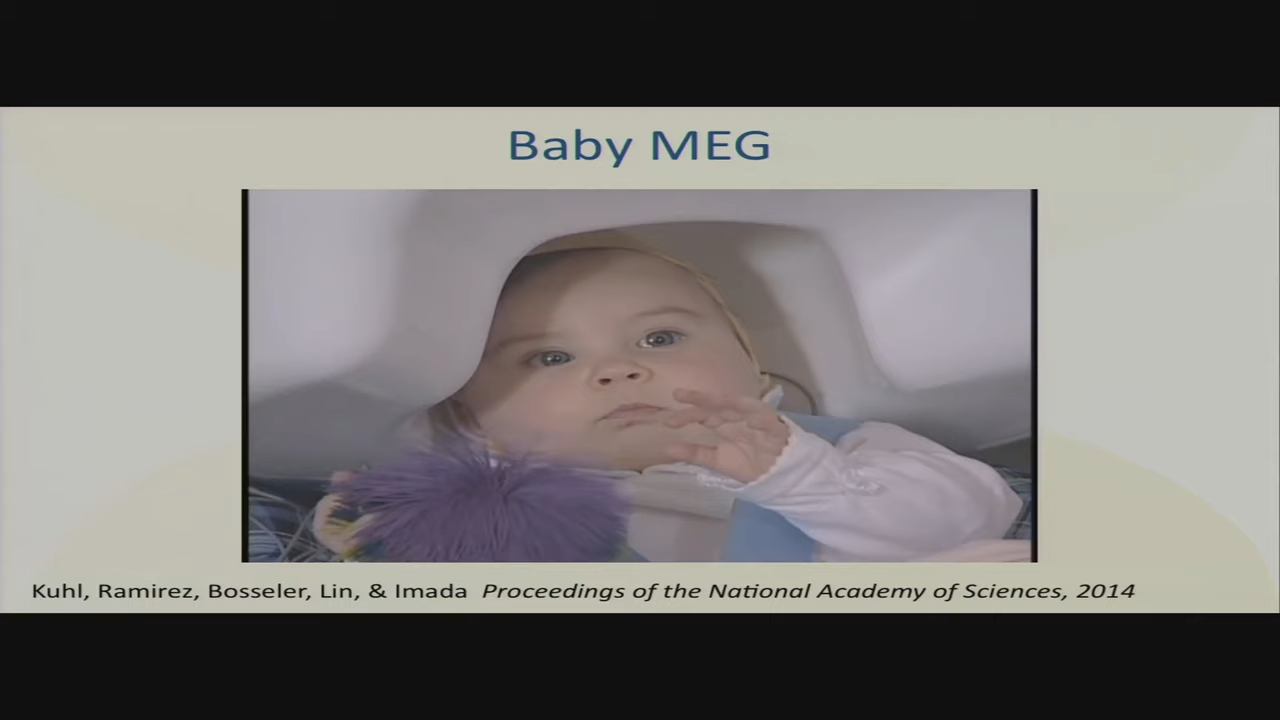 Baby MEG
Kuhl, Ramirez, Bosseler, Lin, & Imada Proceedings of the National Academy of Sciences, 2014